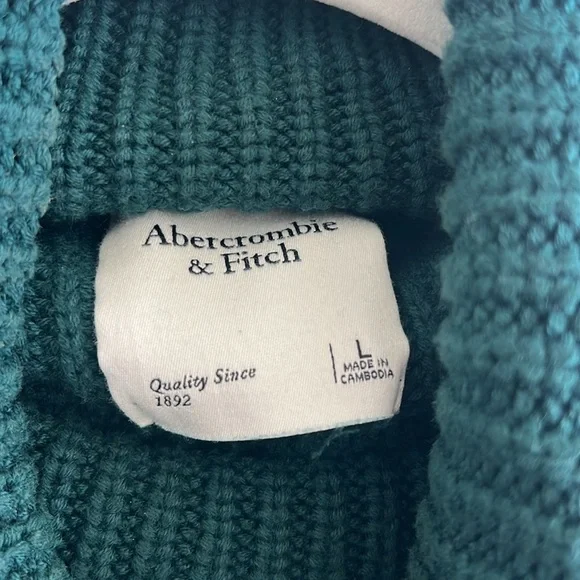 Abercrombie
& Fitch
Quality Since
1892
L
MADE IN
CAMBODIA